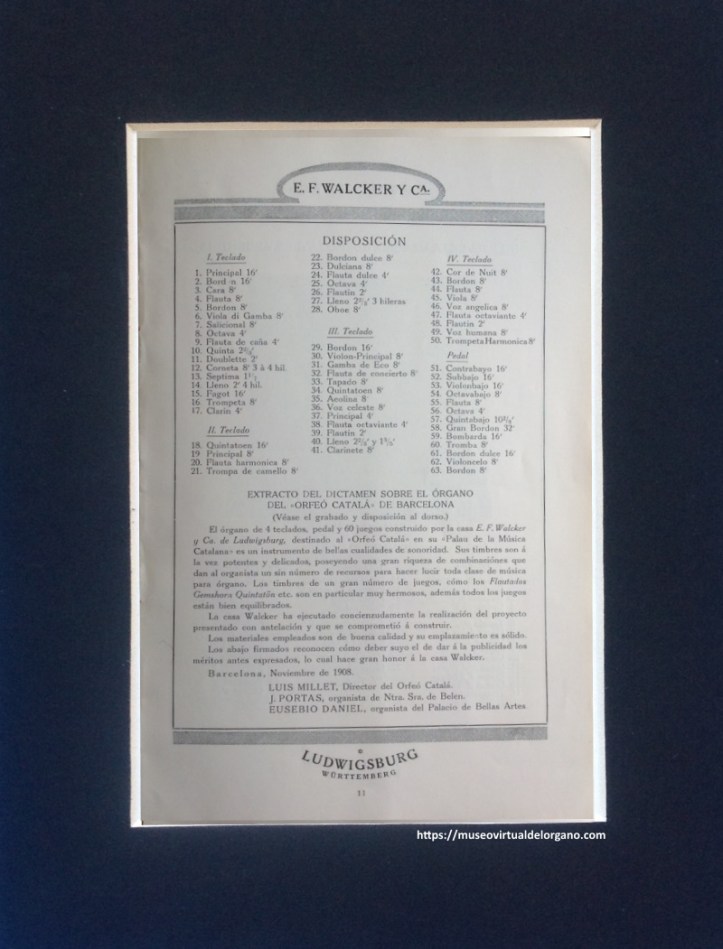 E. F. WALCKER Y CA.
DISPOSICIÓN
I. Teclado
1. Principal 16'
2. Bord n 16'
3. Cara 8'
4. Flauta 8'
5. Bordon 8'
6. Viola di Gamba 8'
7. Salicional 8'
8. Octava 4'
9. Flauta de caña 4'
10. Quinta 2⅔'
11. Doublette 2'
12. Corneta 8' 3 à 4 hil.
13. Septima
14. Lleno 2' 4 hil.
15. Fagot 16'
16. Trompeta 8'
17. Clarin 4'
II. Teclado
18. Quintatoen 16'
19 Principal 8'
20. Flauta harmonica 8'
21. Trompa de camello 8'
22. Bordon dulce 8'
23. Dulciana 8'
24. Flauta dulce 4'
25. Octava 4'
26. Flautin 2'
27. Lleno 2⅔' 3 hileras
28. Oboe 8'
III. Teclado
29. Bordon 16'
30. Violon-Principal 8'
31. Gamba de Eco 8'
32. Flauta de concierto 8'
33. Tapado 8'
34. Quintatoen 8'
35. Aeolina 8'
36. Voz celeste 8'
37. Principal 4'
38. Flauta octaviante 4'
39. Flautin 2'
40. Lleno 2⅔' y 1⅗'
41. Clarinete 8'
IV. Teclado
42. Cor de Nuit 8'
43. Bordon 8'
44. Flauta 8'
45. Viola 8'
46. Voz angelica 8'
47. Flauta octaviante 4'
48. Flautin 2'
49. Voz humana 8'
50. Trompeta Harmonica 8'
Pedal
51. Contrabayo 16'
52. Subbajo 16'
53. Violonbajo 16'
54. Octavabajo 8'
55. Flauta 8'
56. Octava 4'
57. Quintabajo 10⅔'
58. Gran Bordon 32'
59. Bombarda 16'
60. Tromba 8'
61. Bordon dulce 16'
62. Violoncelo 8'
63. Bordon 8'
EXTRACTO DEL DICTAMEN SOBRE EL ÓRGANO
DEL «ORFEÓ CATALÁ» DE BARCELONA
(Véase el grabado y disposición al dorso.)
El órgano de 4 teclados, pedal y 60 juegos construido por la casa E. F. Walcker
y Ca. de Ludwigsburg, destinado al «Orfeó Catalá» en su «Palau de la Música
Catalana» es un instrumento de bellas cualidades de sonoridad. Sus timbres son á
la vez potentes y delicados, poseyendo una gran riqueza de combinaciónes que
dan al organista un sin número de recursos para hacer lucir toda clase de música
para órgano. Los timbres de un gran número de juegos, cómo los Flautados
Gemshorn Quintatön etc. son en particular muy hermosos, además todos los juegos
están bien equilibrados.
La casa Walcker ha ejecutado concienzudamente la realización del proyecto
presentado con antelación y que se comprometió á construir.
Los materiales empleados son de buena calidad y su emplazamiento es sólido.
Los abajo firmados reconocen cómo deber suyo el de dar á la publicidad los
méritos antes expresados, lo cual hace gran honor á la casa Walcker.
Barcelona, Noviembre de 1908.
LUIS MILLET, Director del Orfeó Catalá.
J. PORTAS, organista de Ntra. Sra. de Belen.
EUSEBIO DANIEL, organista del Palacio de Bellas Artes
LUDWIGSBURG
WÜRTTEMBERG
11
https://museovirtualdelorgano.com